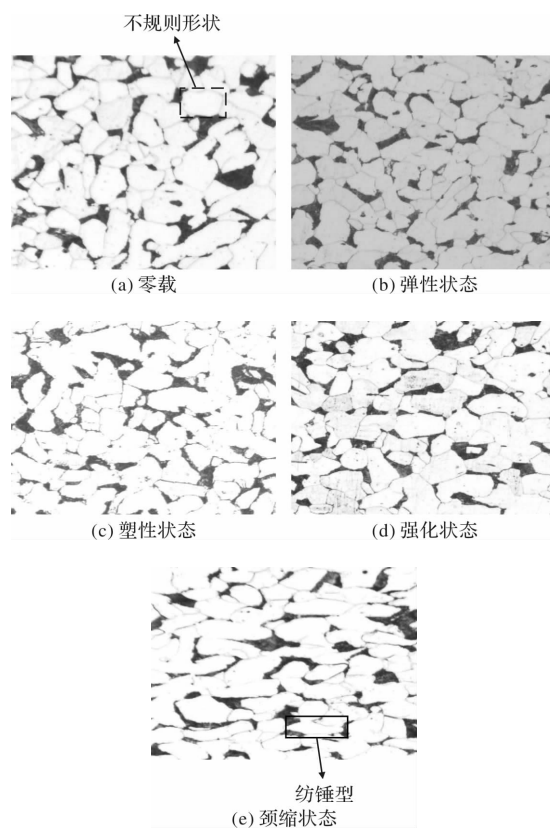 不规则形状
(a) 零载
(b) 弹性状态
(c) 塑性状态
(d) 强化状态
纺锤型
(e) 颈缩状态